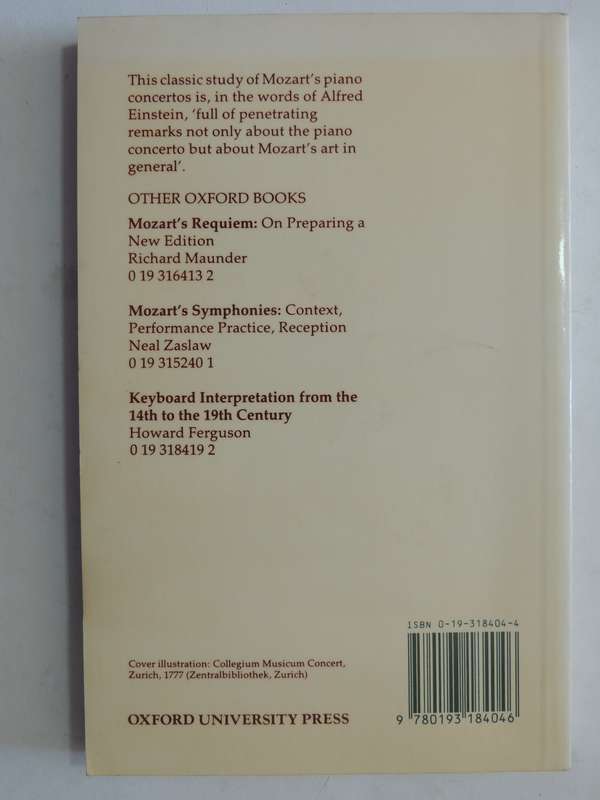 This classic study of Mozart's piano
concertos is, in the words of Alfred
Einstein, 'full of penetrating
remarks not only about the piano
concerto but about Mozart's art in
general'.
OTHER OXFORD BOOKS
Mozart's Requiem: On Preparing a
New Edition
Richard Maunder
0 19 316413 2
Mozart's Symphonies: Context,
Performance Practice, Reception
Neal Zaslaw
0 19 315240 1
Keyboard Interpretation from the
14th to the 19th Century
Howard Ferguson
0 19 318419 2
ISBN 0-19-318404-4
9 780193 184046
Cover illustration: Collegium Musicum Concert,
Zurich, 1777 (Zentralbibliothek, Zurich)
OXFORD UNIVERSITY PRESS